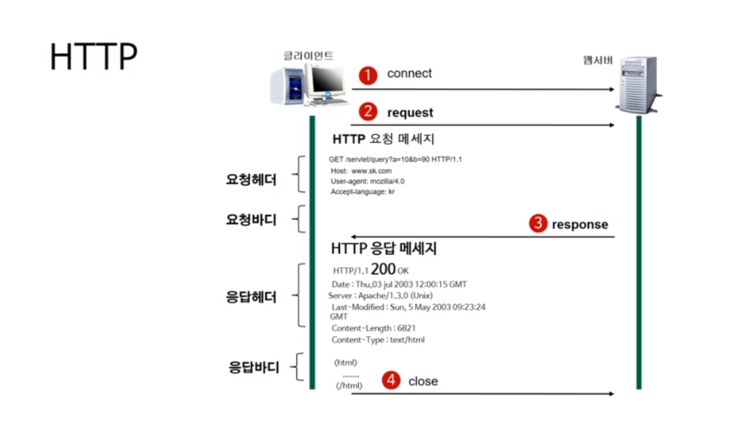 HTTP
클라이언트
웹서버
1 connect
2 request
HTTP 요청 메세지
GET /servlet/query?a=10&b=90 HTTP/1.1
Host: www.sk.com
User-agent: mozilla/4.0
Accept-language: kr
요청헤더
요청바디
3 response
HTTP 응답 메세지
HTTP/1.1 200 OK
Date : Thu,03 jul 2003 12:00:15 GMT
Server : Apache/1,3,0 (Unix)
Last-Modified : Sun, 5 May 2003 09:23:24
GMT
Content-Length : 6821
Content-Type : text/html
응답헤더
응답바디
⟨html⟩
.......
⟨/html⟩
4 close